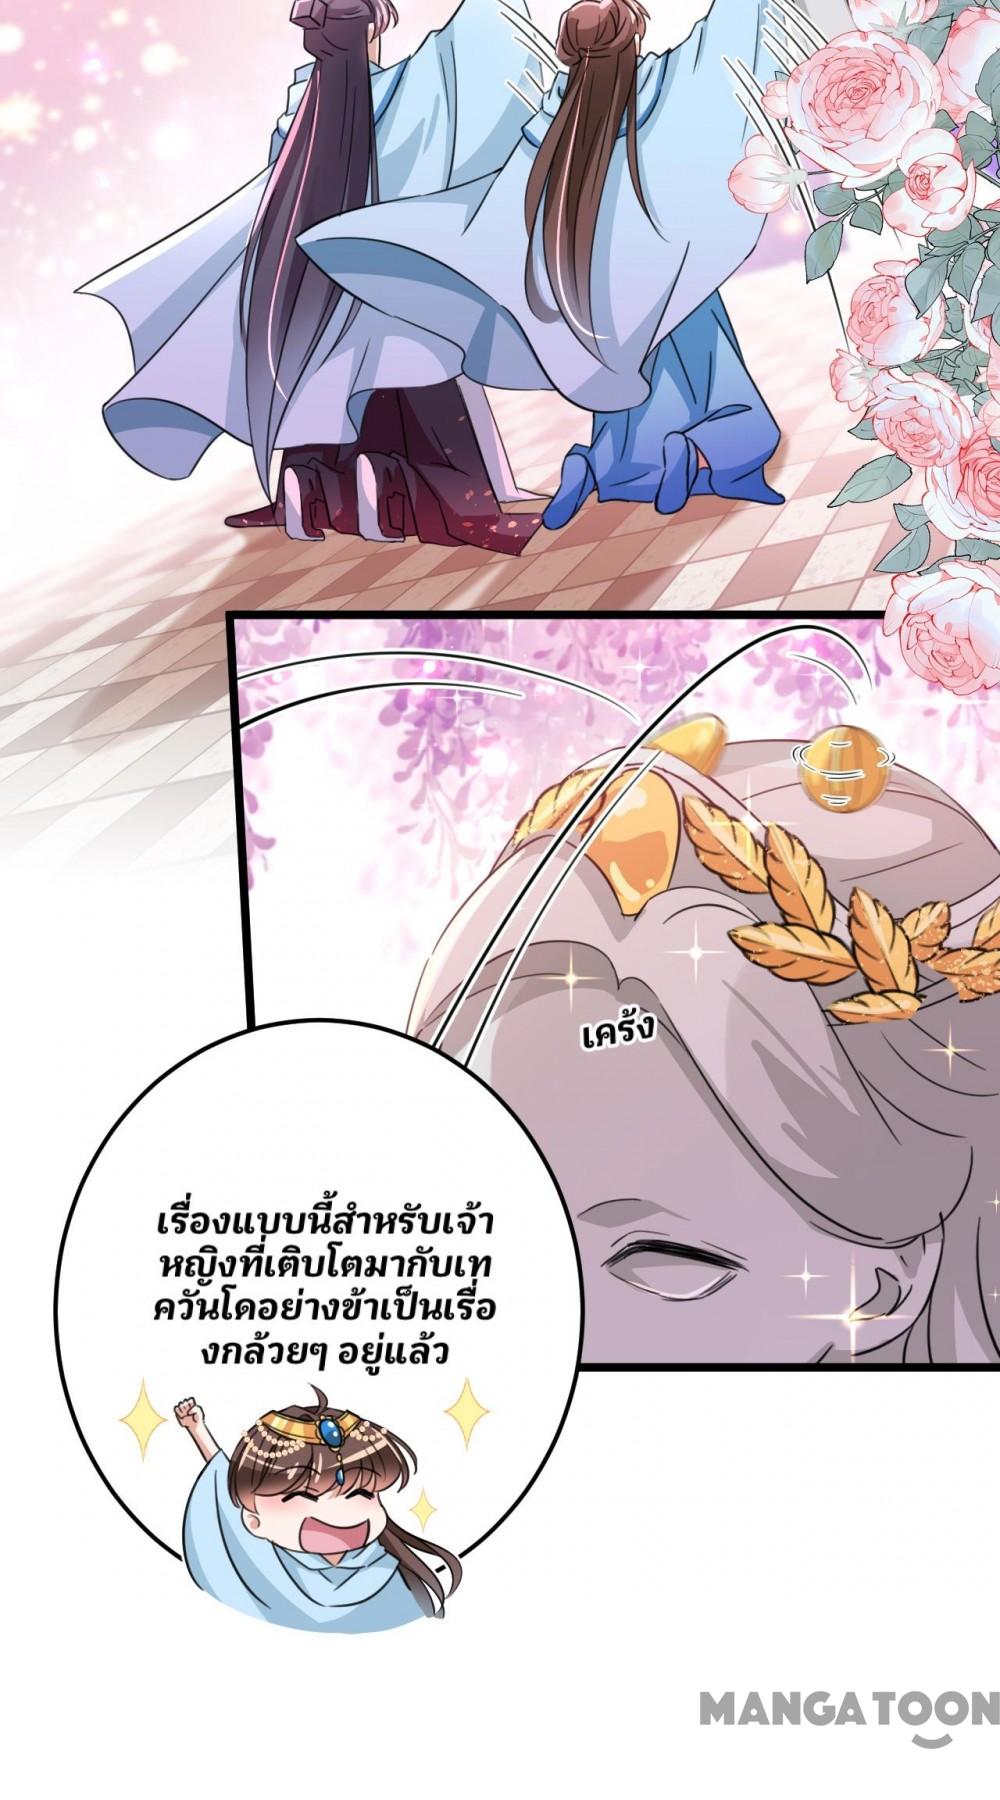 เคร้ง
เรื่องแบบนี้สำหรับเจ้า
หญิงที่เติบโตมากับเท
ควันโดอย่างข้าเป็นเรื่อ
งกล้วยๆ อยู่แล้ว
MANGATOON